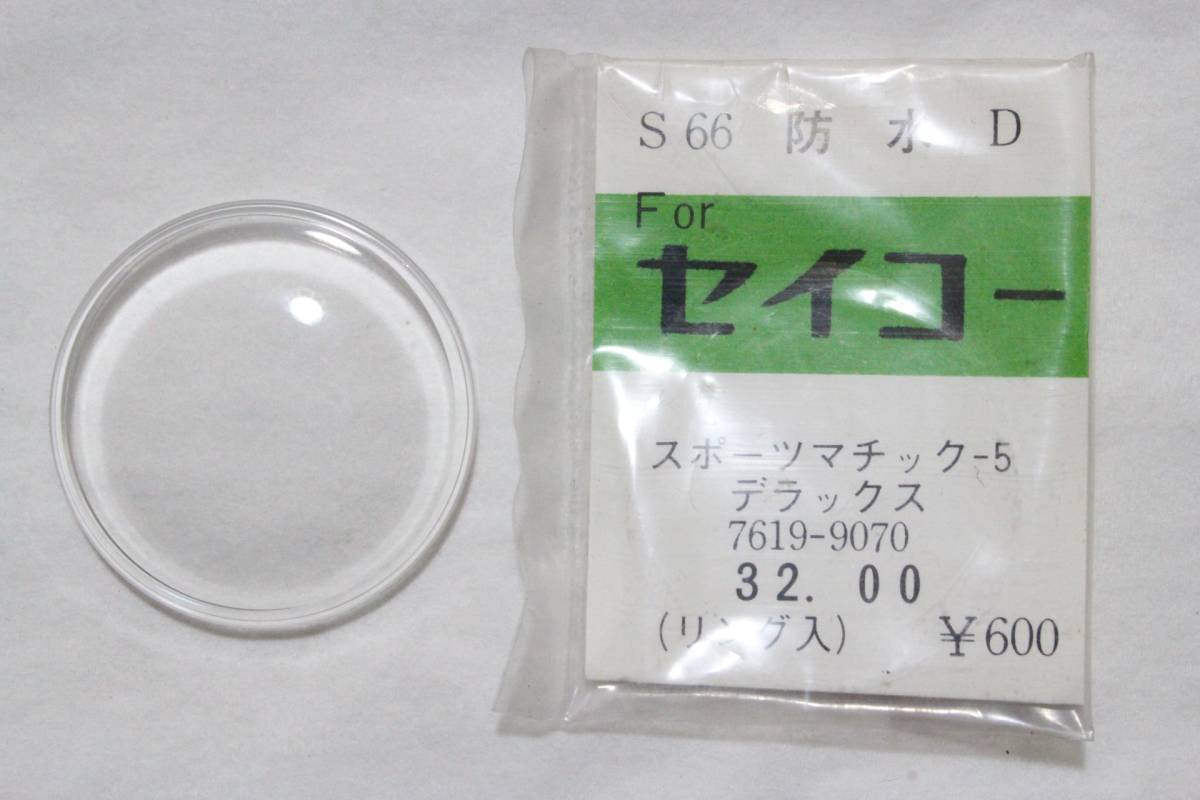 S 66 防 水 D
For
セイコー
スポーツマチック-5
デラックス
7619-9070
32.00
(リング入) ¥600